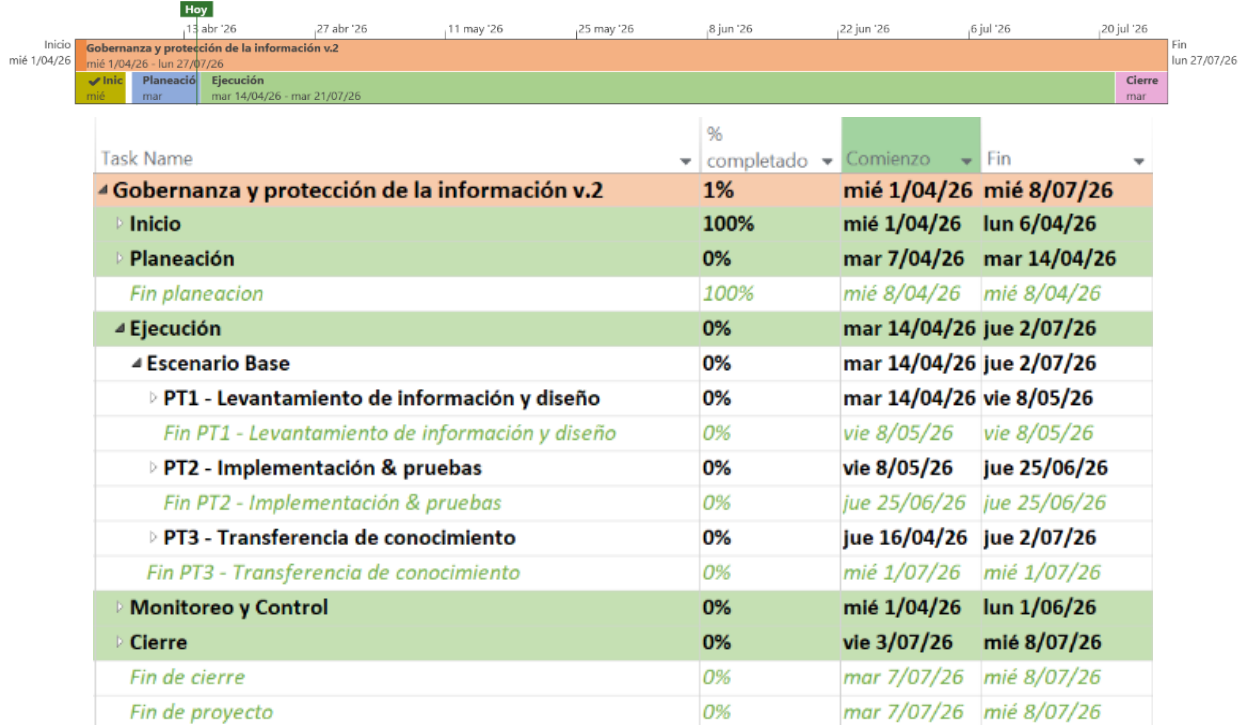 Hoy
13 abr '26 27 abr '26 11 may '26 25 may '26 8 jun '26 22 jun '26 6 jul '26 20 jul '26
Inicio
mié 1/04/26
Gobernanza y protección de la información v.2
mié 1/04/26 - lun 27/07/26
Fin
lun 27/07/26
✔ Inic Planeació Ejecución Cierre
mié mar mar 14/04/26 - mar 21/07/26 mar
Task Name % completado Comienzo Fin
Gobernanza y protección de la información v.2 1% mié 1/04/26 mié 8/07/26
Inicio 100% mié 1/04/26 lun 6/04/26
Planeación 0% mar 7/04/26 mar 14/04/26
Fin planeacion 100% mié 8/04/26 mié 8/04/26
Ejecución 0% mar 14/04/26 jue 2/07/26
Escenario Base 0% mar 14/04/26 jue 2/07/26
PT1 - Levantamiento de información y diseño 0% mar 14/04/26 vie 8/05/26
Fin PT1 - Levantamiento de información y diseño 0% vie 8/05/26 vie 8/05/26
PT2 - Implementación & pruebas 0% vie 8/05/26 jue 25/06/26
Fin PT2 - Implementación & pruebas 0% jue 25/06/26 jue 25/06/26
PT3 - Transferencia de conocimiento 0% jue 16/04/26 jue 2/07/26
Fin PT3 - Transferencia de conocimiento 0% mié 1/07/26 mié 1/07/26
Monitoreo y Control 0% mié 1/04/26 lun 1/06/26
Cierre 0% vie 3/07/26 mié 8/07/26
Fin de cierre 0% mar 7/07/26 mié 8/07/26
Fin de proyecto 0% mar 7/07/26 mié 8/07/26